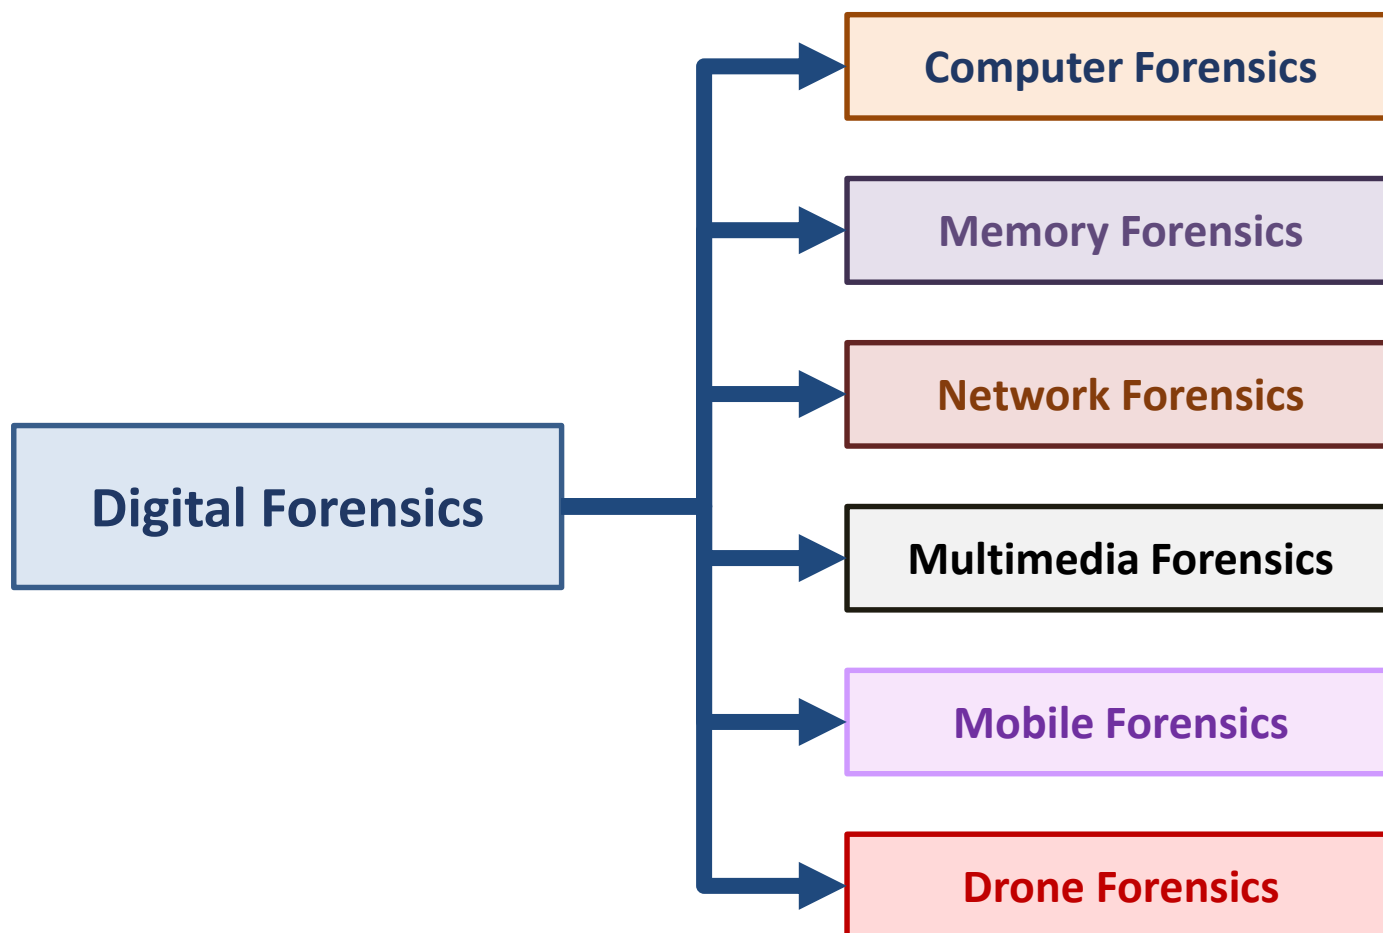 Computer Forensics
Memory Forensics
Network Forensics
Digital Forensics
Multimedia Forensics
Mobile Forensics
Drone Forensics